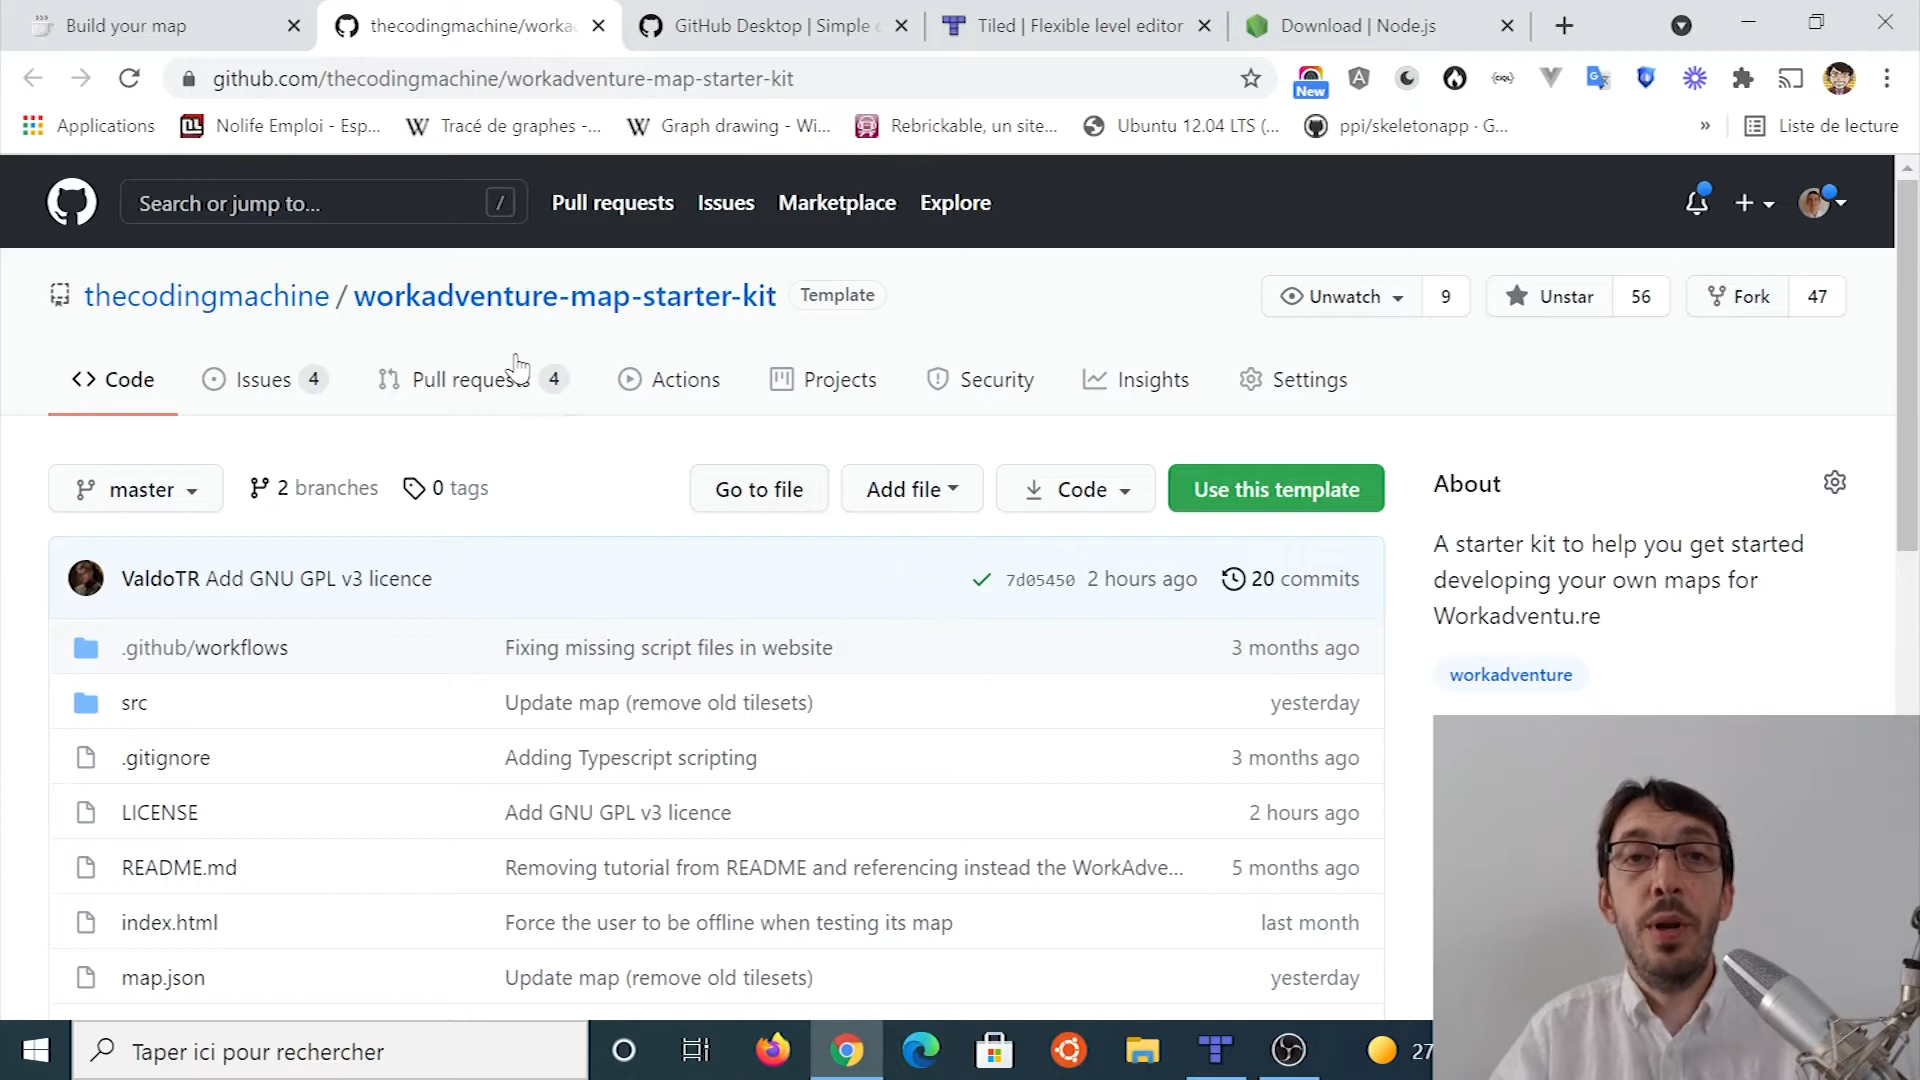 Build your map
thecodingmachine/worka
GitHub Desktop | Simple
Tiled | Flexible level editor
Download | Node.js
github.com/thecodingmachine/workadventure-map-starter-kit
New
Applications
Nolife Emploi - Esp...
Tracé de graphes -...
Graph drawing - Wi...
Rebrickable, un site...
Ubuntu 12.04 LTS (...
ppi/skeletonapp · G...
»
Liste de lecture
Search or jump to...
/
Pull requests
Issues
Marketplace
Explore
thecodingmachine / workadventure-map-starter-kit
Template
Unwatch 9
Unstar 56
Fork 47
Code
Issues 4
Pull requests 4
Actions
Projects
Security
Insights
Settings
master
2 branches
0 tags
Go to file
Add file
Code
Use this template
About
A starter kit to help you get started
developing your own maps for
Workadventu.re
workadventure
ValdoTR Add GNU GPL v3 licence
7d05450 2 hours ago
20 commits
.github/workflows
Fixing missing script files in website
3 months ago
src
Update map (remove old tilesets)
yesterday
.gitignore
Adding Typescript scripting
3 months ago
LICENSE
Add GNU GPL v3 licence
2 hours ago
README.md
Removing tutorial from README and referencing instead the WorkAdve...
5 months ago
index.html
Force the user to be offline when testing its map
last month
map.json
Update map (remove old tilesets)
yesterday
Taper ici pour rechercher
27